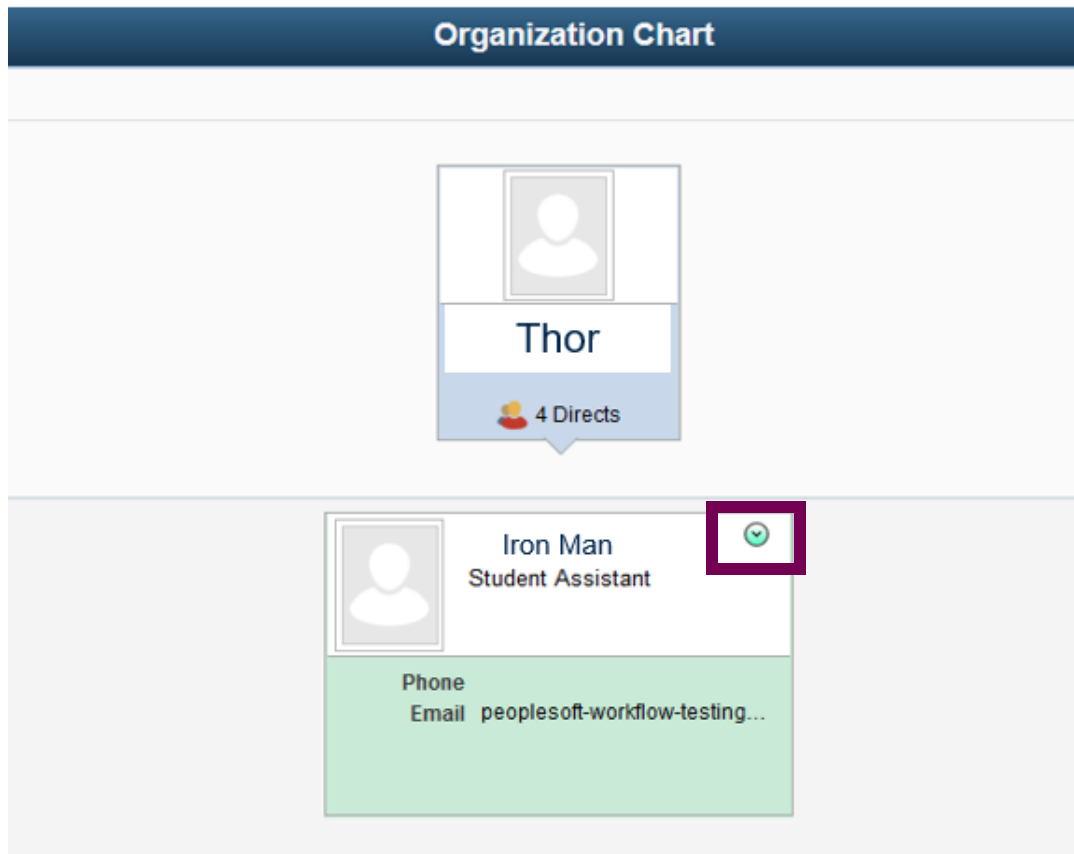 Organization Chart
Thor
4 Directs
Iron Man
Student Assistant
Phone
Email peoplesoft-workflow-testing...